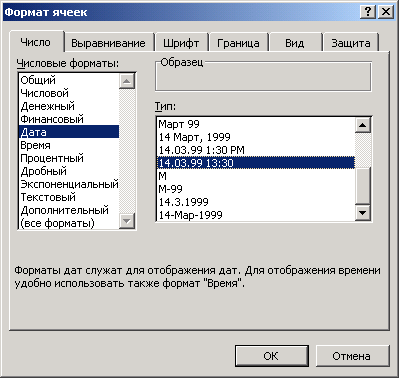 Формат ячеек
Число Выравнивание Шрифт Граница Вид Защита
Числовые форматы:
Общий
Числовой
Денежный
Финансовый
Дата
Время
Процентный
Дробный
Экспоненциальный
Текстовый
Дополнительный
(все форматы)
Образец
Тип:
Март 99
14 Март, 1999
14.03.99 1:30 PM
14.03.99 13:30
М
М-99
14.3.1999
14-Мар-1999
Форматы дат служат для отображения дат. Для отображения времени
удобно использовать также формат "Время".
OK Отмена